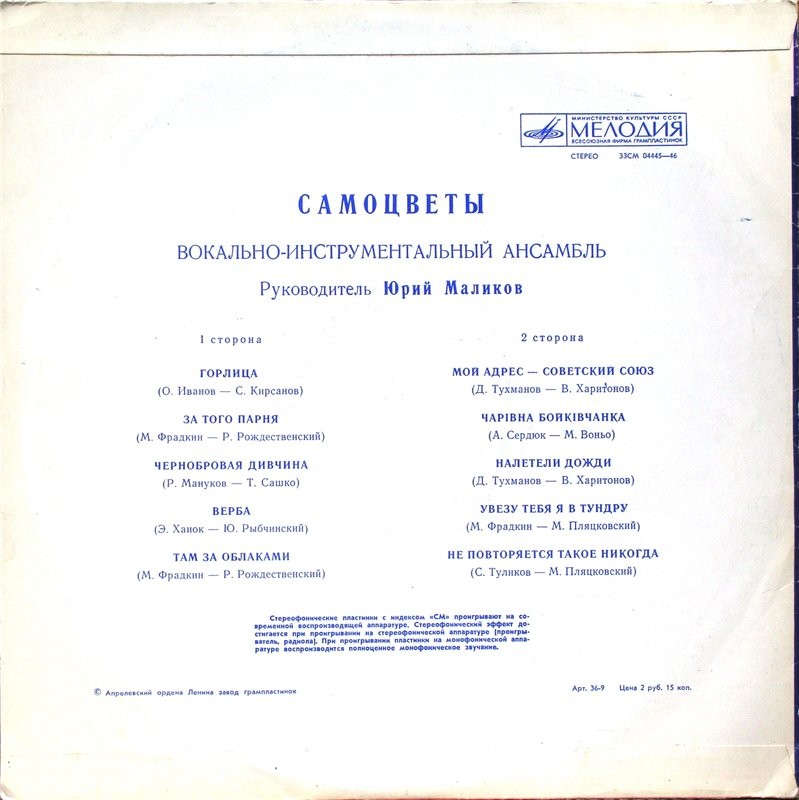 МИНИСТЕРСТВО КУЛЬТУРЫ СССР
МЕЛОДИЯ
ВСЕСОЮЗНАЯ ФИРМА ГРАМПЛАСТИНОК
СТЕРЕО 33СМ 04445—46
САМОЦВЕТЫ
ВОКАЛЬНО-ИНСТРУМЕНТАЛЬНЫЙ АНСАМБЛЬ
Руководитель Юрий Маликов
1 сторона
ГОРЛИЦА
(О. Иванов — С. Кирсанов)
ЗА ТОГО ПАРНЯ
(М. Фрадкин — Р. Рождественский)
ЧЕРНОБРОВАЯ ДИВЧИНА
(Р. Мануков — Т. Сашко)
ВЕРБА
(Э. Ханок — Ю. Рыбчинский)
ТАМ ЗА ОБЛАКАМИ
(М. Фрадкин — Р. Рождественский)
2 сторона
МОЙ АДРЕС — СОВЕТСКИЙ СОЮЗ
(Д. Тухманов — В. Харитонов)
ЧАРІВНА БОЙКІВЧАНКА
(А. Сердюк — М. Воньо)
НАЛЕТЕЛИ ДОЖДИ
(Д. Тухманов — В. Харитонов)
УВЕЗУ ТЕБЯ Я В ТУНДРУ
(М. Фрадкин — М. Пляцковский)
НЕ ПОВТОРЯЕТСЯ ТАКОЕ НИКОГДА
(С. Туликов — М. Пляцковский)
Стереофонические пластинки с индексом «СМ» проигрывают на со-
временной воспроизводящей аппаратуре. Стереофонический эффект до-
стигается при проигрывании на стереофонической аппаратуре (проигры-
ватель, радиола). При проигрывании пластинки на монофонической аппа-
ратуре воспроизводится полноценное монофоническое звучание.
© Апрелевский ордена Ленина завод грампластинок
Арт. 36-9 Цена 2 руб. 15 коп.